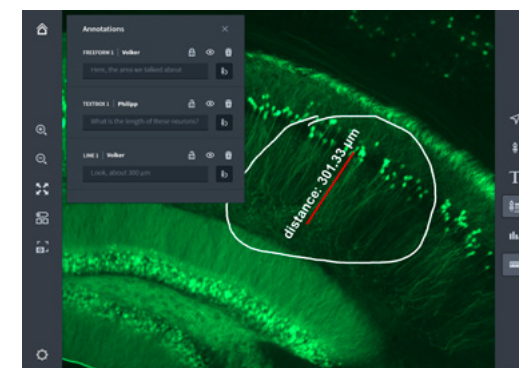 Annotations
FREEFORM 1 | Volker
Here, the area we talked about
TEXTBOX 1 | Philipp
What is the length of these neurons?
LINE 1 | Volker
Look, about 300 µm
distance: 301.33 µm
T